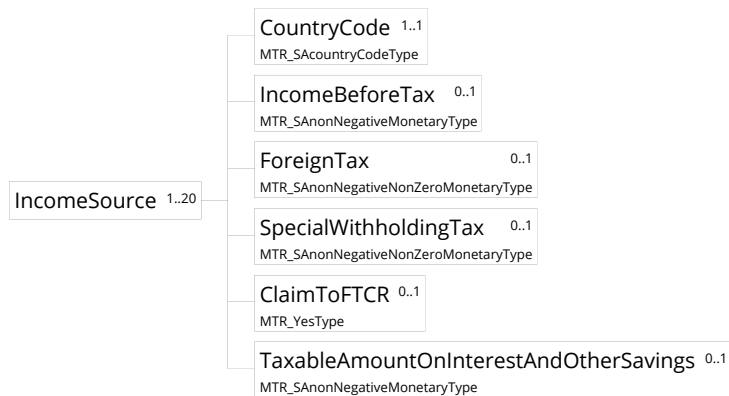 CountryCode 1..1
MTR_SAcountryCodeType
IncomeBeforeTax 0..1
MTR_SAnonNegativeMonetaryType
ForeignTax 0..1
MTR_SAnonNegativeNonZeroMonetaryType
IncomeSource 1..20
SpecialWithholdingTax 0..1
MTR_SAnonNegativeNonZeroMonetaryType
ClaimToFTCR 0..1
MTR_YesType
TaxableAmountOnInterestAndOtherSavings 0..1
MTR_SAnonNegativeMonetaryType